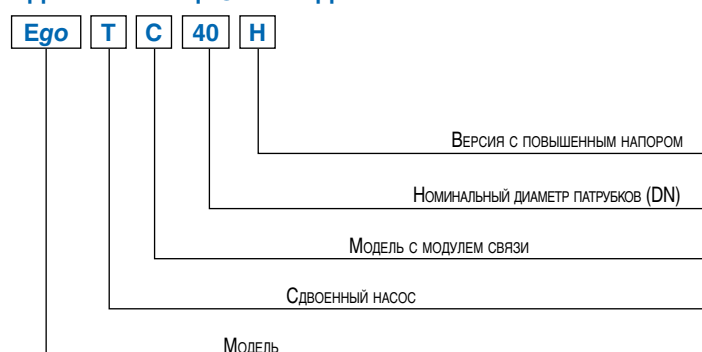 Ego T C 40 H
Версия с повышенным напором
Номинальный диаметр патрубков (DN)
Модель с модулем связи
Сдвоенный насос
Модель